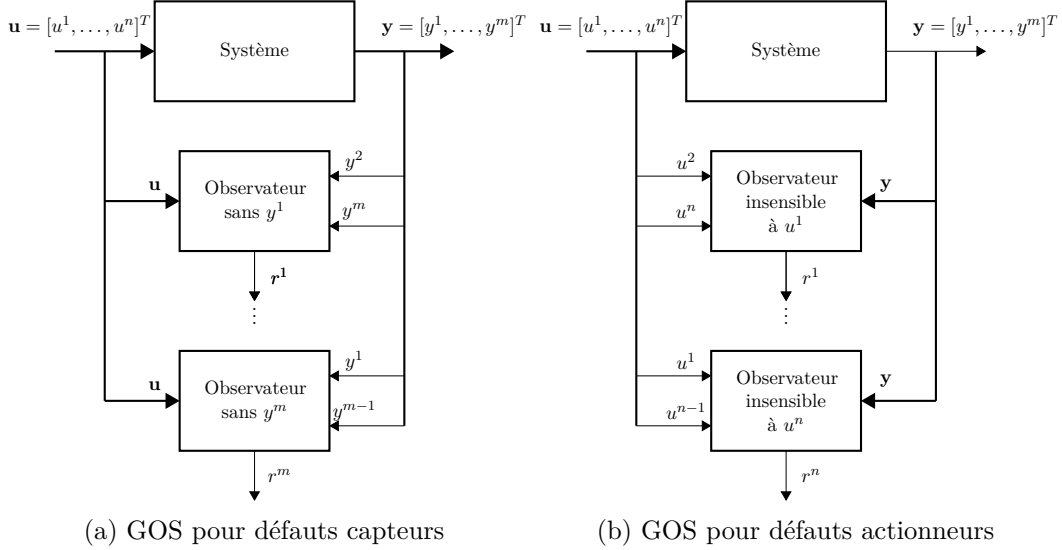 u = [u^1, . . . , u^n]^T
Système
y = [y^1, . . . , y^m]^T
y^2
u
Observateur
sans y^1
y^m
r^1
⋮
y^1
u
Observateur
sans y^m
y^{m−1}
r^m
(a) GOS pour défauts capteurs
u = [u^1, . . . , u^n]^T
Système
y = [y^1, . . . , y^m]^T
u^2
Observateur
insensible
à u^1
y
u^n
r^1
⋮
u^1
Observateur
insensible
à u^n
y
u^{n−1}
r^n
(b) GOS pour défauts actionneurs